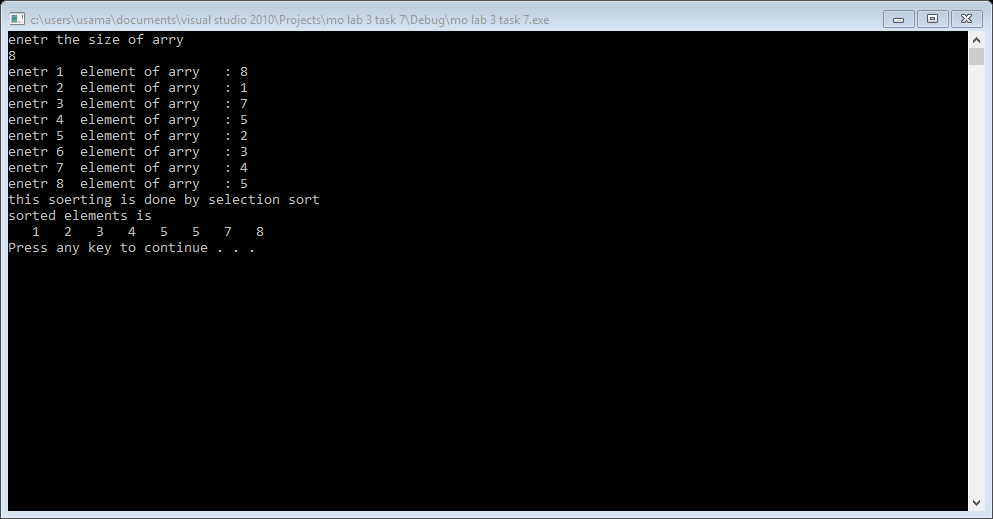 c:\users\usama\documents\visual studio 2010\Projects\mo lab 3 task 7\Debug\mo lab 3 task 7.exe
enetr the size of arry
8
enetr 1  element of arry   : 8
enetr 2  element of arry   : 1
enetr 3  element of arry   : 7
enetr 4  element of arry   : 5
enetr 5  element of arry   : 2
enetr 6  element of arry   : 3
enetr 7  element of arry   : 4
enetr 8  element of arry   : 5
this soerting is done by selection sort
sorted elements is
   1   2   3   4   5   5   7   8
Press any key to continue . . .